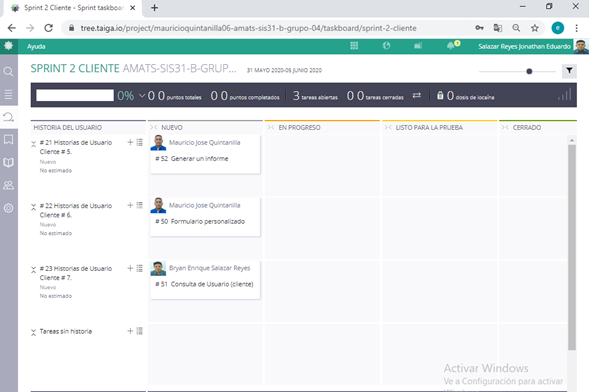 Sprint 2 Cliente - Sprint taskboar
tree.taiga.io/project/mauricioquintanilla06-amats-sis31-b-grupo-04/taskboard/sprint-2-cliente
e
Ayuda
Salazar Reyes Jonathan Eduardo
SPRINT 2 CLIENTE AMATS-SIS31-B-GRUP... 31 MAYO 2020-05 JUNIO 2020
0% 0 0 puntos totales 0 0 puntos completados 3 tareas abiertas 0 0 tareas cerradas 0 dosis de iocaína
HISTORIA DEL USUARIO NUEVO EN PROGRESO LISTO PARA LA PRUEBA CERRADO
# 21 Historias de Usuario
Cliente # 5.
Nuevo
No estimado
Mauricio Jose Quintanilla
# 52 Generar un informe
# 22 Historias de Usuario
Cliente # 6.
Nuevo
No estimado
Mauricio Jose Quintanilla
# 50 Formulario personalizado
# 23 Historias de Usuario
Cliente # 7.
Nuevo
No estimado
Bryan Enrique Salazar Reyes
# 51 Consulta de Usuario (cliente)
Tareas sin historia
Activar Windows
Ve a Configuración para activar